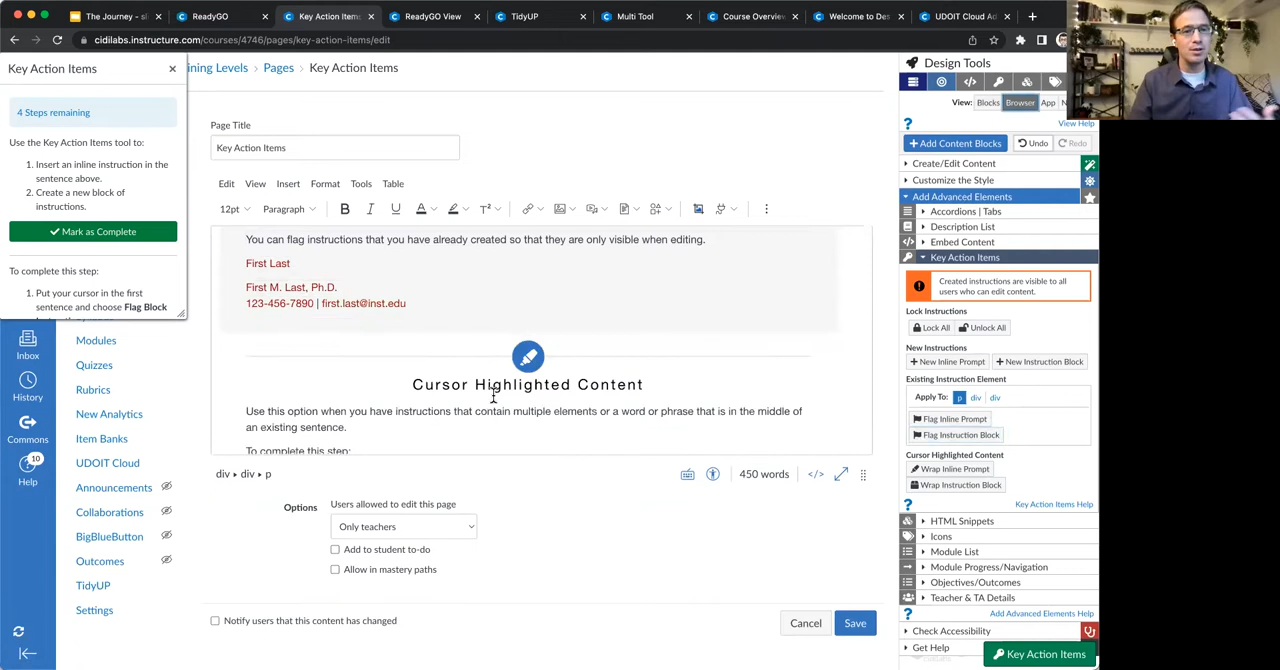 The Journey - sli
ReadyGO
Key Action Items
ReadyGO View
TidyUP
Multi Tool
Course Overview
Welcome to Des
UDOIT Cloud Ad
cidilabs.instructure.com/courses/4746/pages/key-action-items/edit
Key Action Items
4 Steps remaining
Use the Key Action Items tool to:
1. Insert an inline instruction in the
sentence above.
2. Create a new block of
instructions.
Mark as Complete
To complete this step:
1. Put your cursor in the first
sentence and choose Flag Block
Inbox
History
Commons
10
Help
ining Levels
Pages
Key Action Items
Modules
Quizzes
Rubrics
New Analytics
Item Banks
UDOIT Cloud
Announcements
Collaborations
BigBlueButton
Outcomes
TidyUP
Settings
Page Title
Key Action Items
Edit View Insert Format Tools Table
12pt Paragraph B I U A T²
You can flag instructions that you have already created so that they are only visible when editing.
First Last
First M. Last, Ph.D.
123-456-7890 | first.last@inst.edu
Cursor Highlighted Content
Use this option when you have instructions that contain multiple elements or a word or phrase that is in the middle of
an existing sentence.
To complete this step:
div ▸ div ▸ p
450 words
</>
Options
Users allowed to edit this page
Only teachers
Add to student to-do
Allow in mastery paths
Notify users that this content has changed
Cancel
Save
Design Tools
View: Blocks Browser App N
View Help
+ Add Content Blocks
Undo
Redo
Create/Edit Content
Customize the Style
Add Advanced Elements
Accordions | Tabs
Description List
Embed Content
Key Action Items
Created instructions are visible to all
users who can edit content.
Lock Instructions
Lock All
Unlock All
New Instructions
+ New Inline Prompt
+ New Instruction Block
Existing Instruction Element
Apply To: p div div
Flag Inline Prompt
Flag Instruction Block
Cursor Highlighted Content
Wrap Inline Prompt
Wrap Instruction Block
Key Action Items Help
HTML Snippets
Icons
Module List
Module Progress/Navigation
Objectives/Outcomes
Teacher & TA Details
Add Advanced Elements Help
Check Accessibility
Get Help
Key Action Items